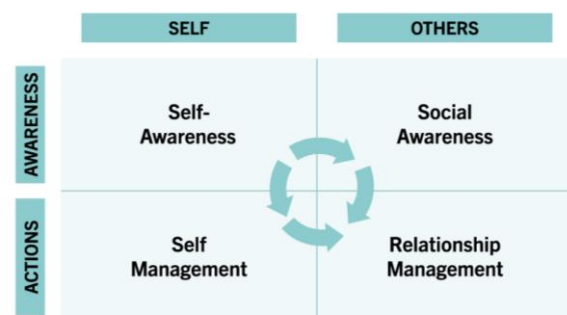 SELF
OTHERS
AWARENESS
Self-
Awareness
Social
Awareness
ACTIONS
Self
Management
Relationship
Management